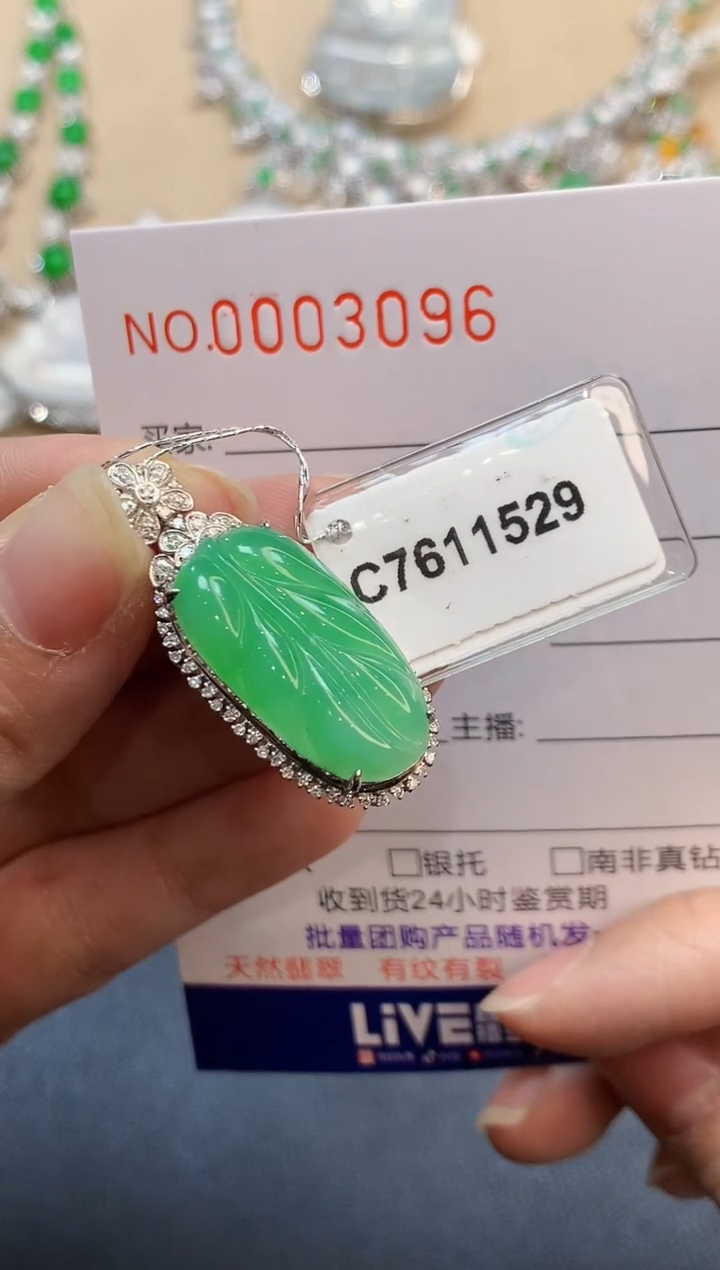 NO.0003096
买家:
C7611529
主播:
□银托 □南非真钻
收到货24小时鉴赏期
批量团购产品随机发
天然翡翠 有纹有裂
LiVE